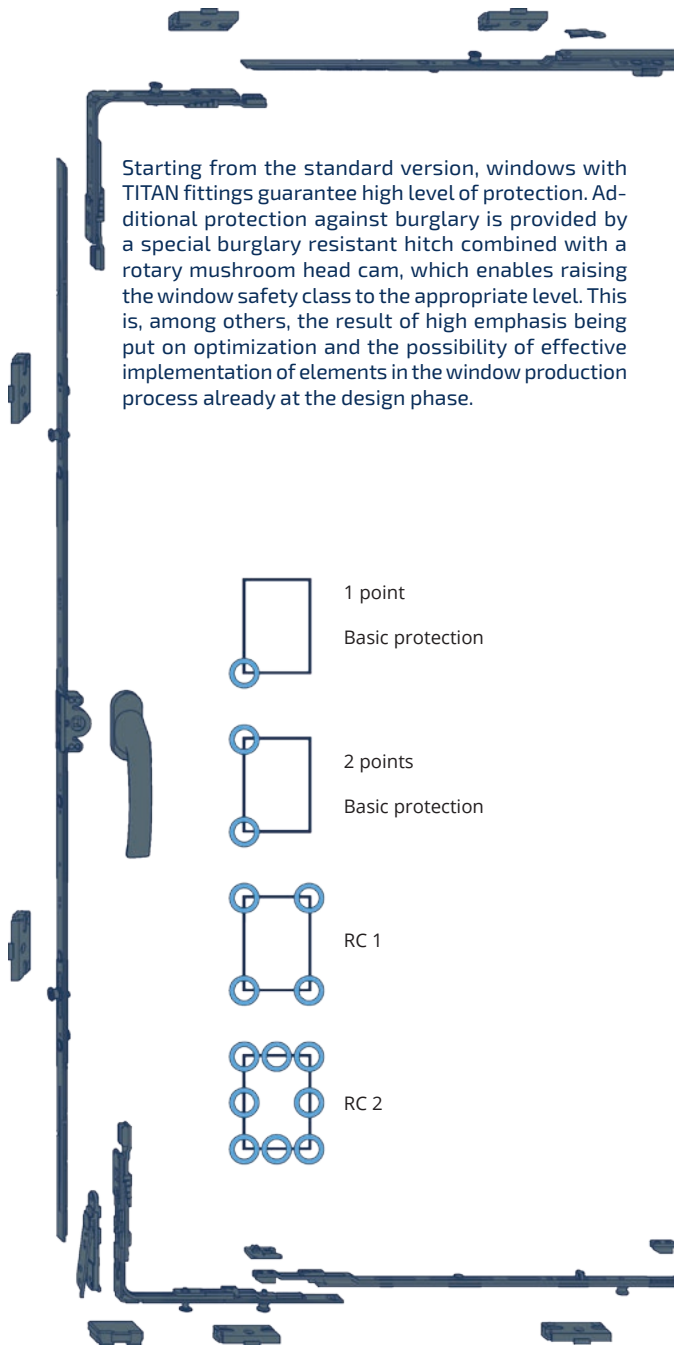 Starting from the standard version, windows with
TITAN fittings guarantee high level of protection. Ad-
ditional protection against burglary is provided by
a special burglary resistant hitch combined with a
rotary mushroom head cam, which enables raising
the window safety class to the appropriate level. This
is, among others, the result of high emphasis being
put on optimization and the possibility of effective
implementation of elements in the window production
process already at the design phase.
1 point
Basic protection
2 points
Basic protection
RC 1
RC 2